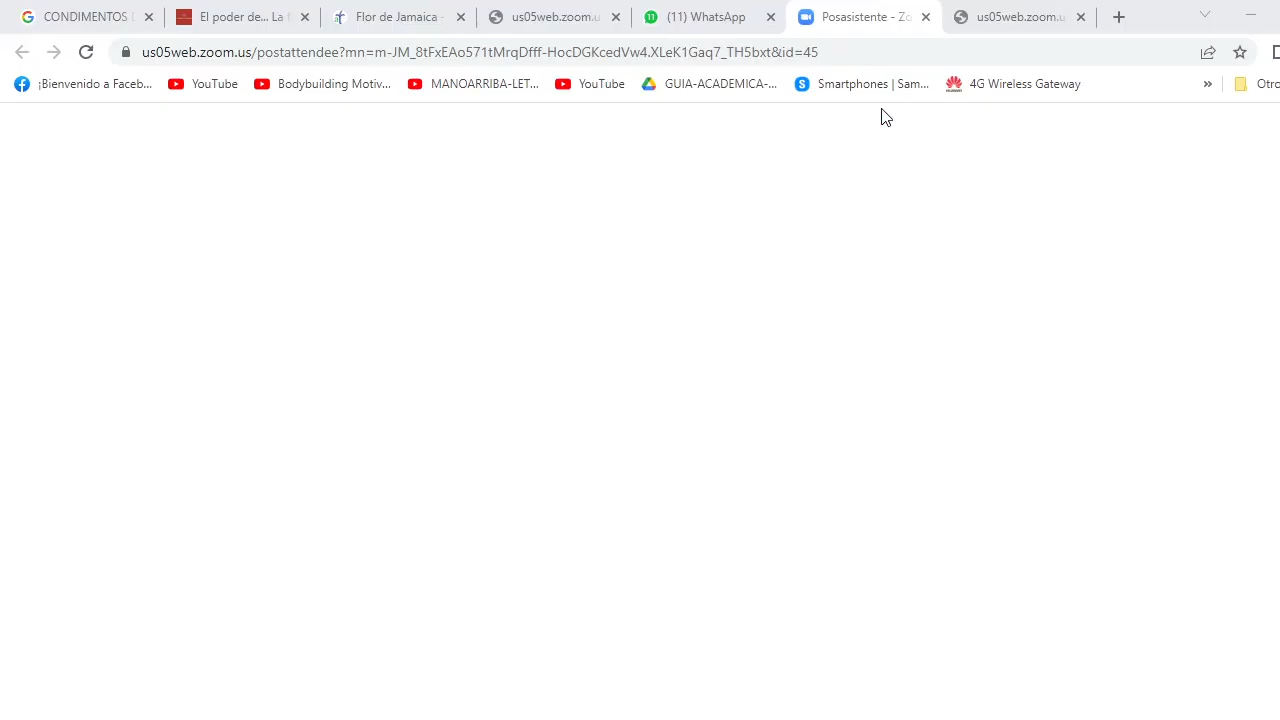 CONDIMENTOS
El poder de... La
Flor de Jamaica -
us05web.zoom.u
11
(11) WhatsApp
Posasistente - Zo
us05web.zoom.u
us05web.zoom.us/postattendee?mn=m-JM_8tFxEAo571tMrqDfff-HocDGKcedVw4.XLeK1Gaq7_TH5bxt&id=45
¡Bienvenido a Faceb...
YouTube
Bodybuilding Motiv...
MANOARRIBA-LET...
YouTube
GUIA-ACADEMICA-...
S
Smartphones | Sam...
4G Wireless Gateway
»
Otro